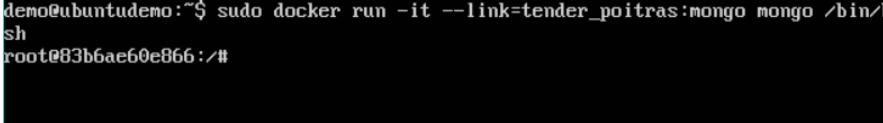 demo@ubuntudemo:~$ sudo docker run -it --link=tender_poitras:mongo mongo /bin/
sh
root@83b6ae60e866:/#